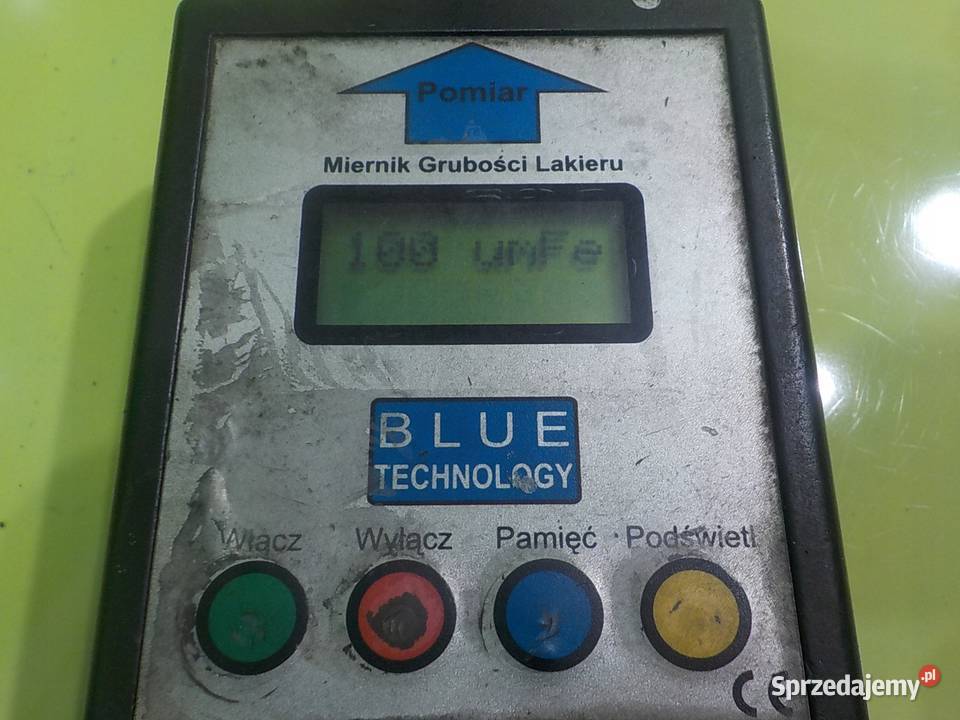 Pomiar
Miernik Grubości Lakieru
100 umFe
BLUE
TECHNOLOGY
Włącz Wyłącz Pamięć Podświetl
CE
Sprzedajemy.pl